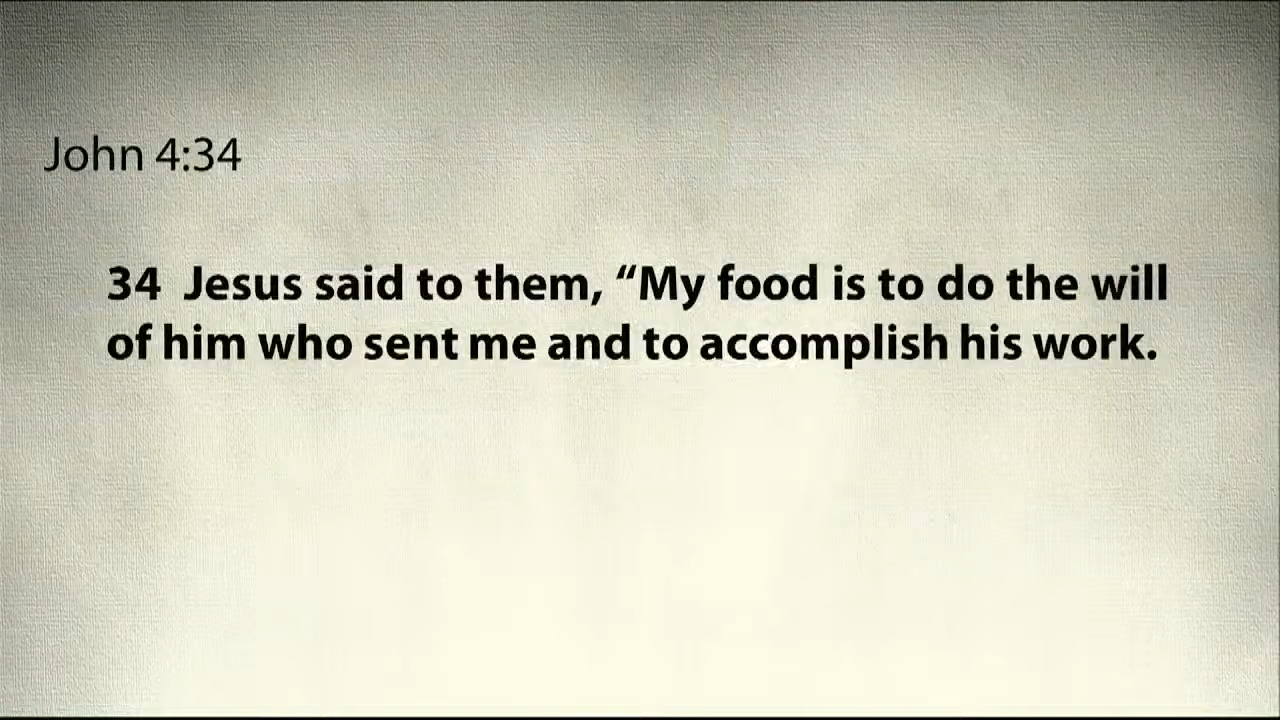 John 4:34
34 Jesus said to them, “My food is to do the will
of him who sent me and to accomplish his work.